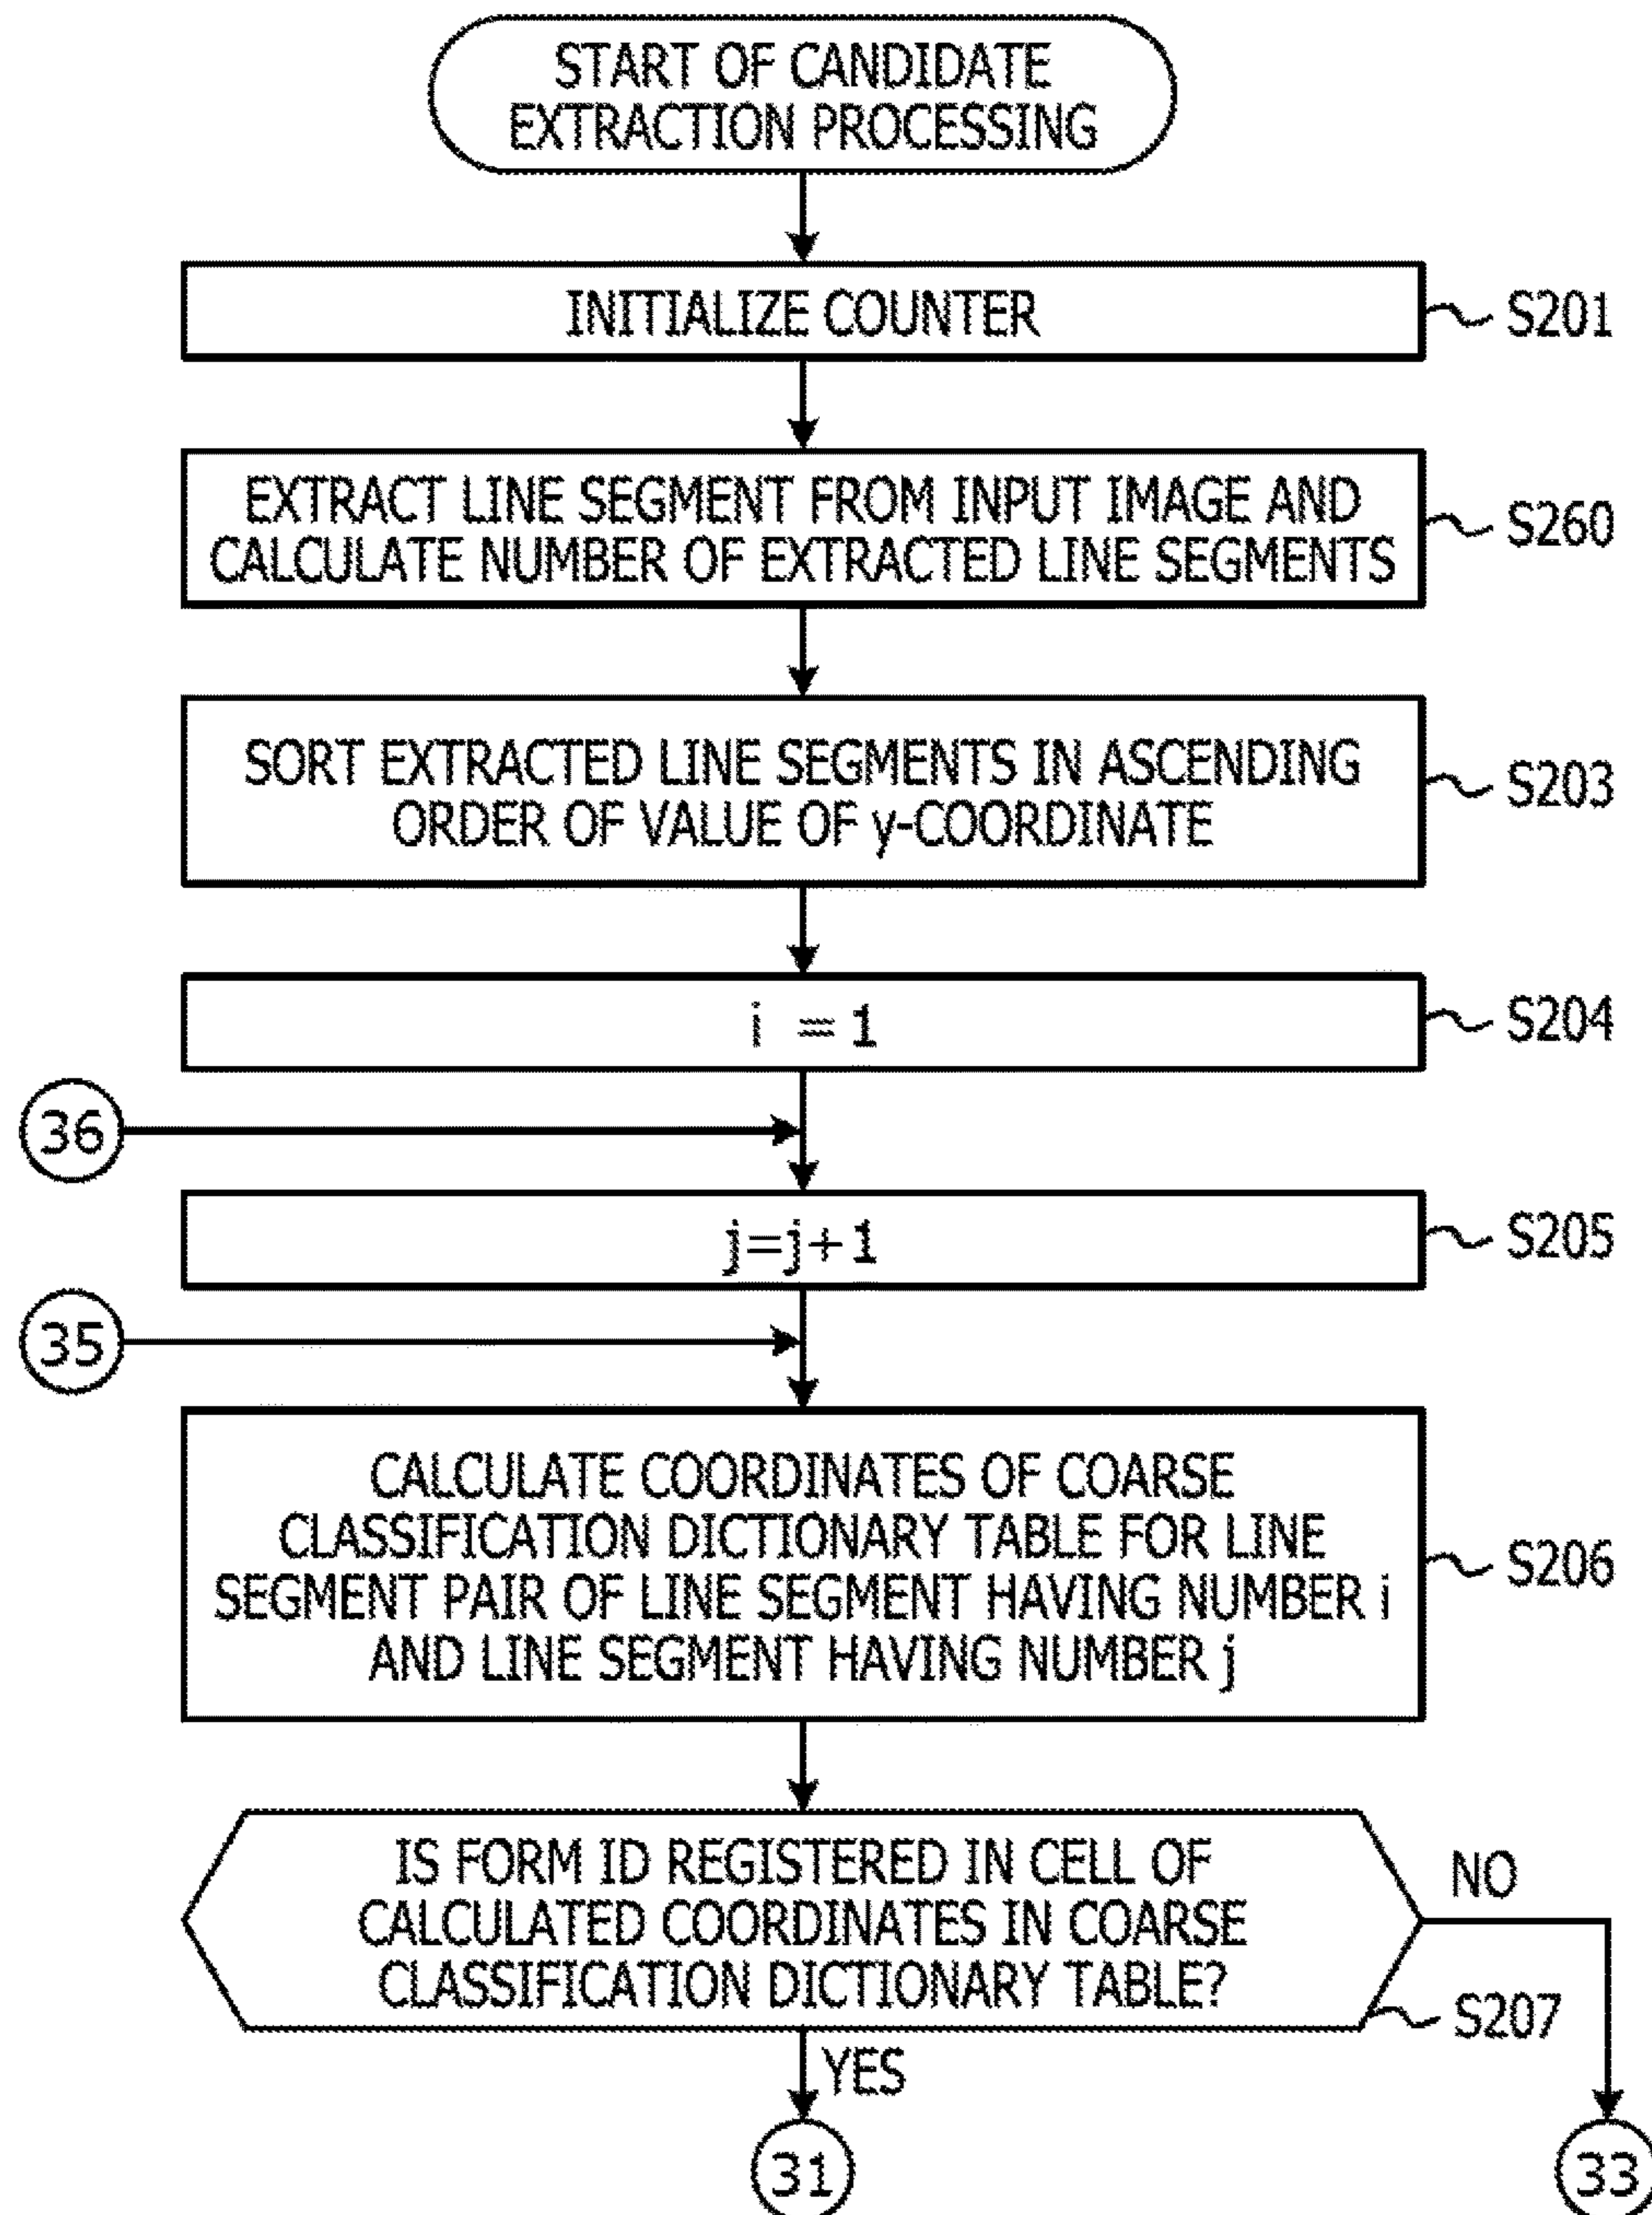 START OF CANDIDATE
EXTRACTION PROCESSING
INITIALIZE COUNTER
S201
EXTRACT LINE SEGMENT FROM INPUT IMAGE AND
CALCULATE NUMBER OF EXTRACTED LINE SEGMENTS
S260
SORT EXTRACTED LINE SEGMENTS IN ASCENDING
ORDER OF VALUE OF y-COORDINATE
S203
i = 1
S204
36
j=j+1
S205
35
CALCULATE COORDINATES OF COARSE
CLASSIFICATION DICTIONARY TABLE FOR LINE
SEGMENT PAIR OF LINE SEGMENT HAVING NUMBER i
AND LINE SEGMENT HAVING NUMBER j
S206
IS FORM ID REGISTERED IN CELL OF
CALCULATED COORDINATES IN COARSE
CLASSIFICATION DICTIONARY TABLE?
NO
S207
YES
31
33